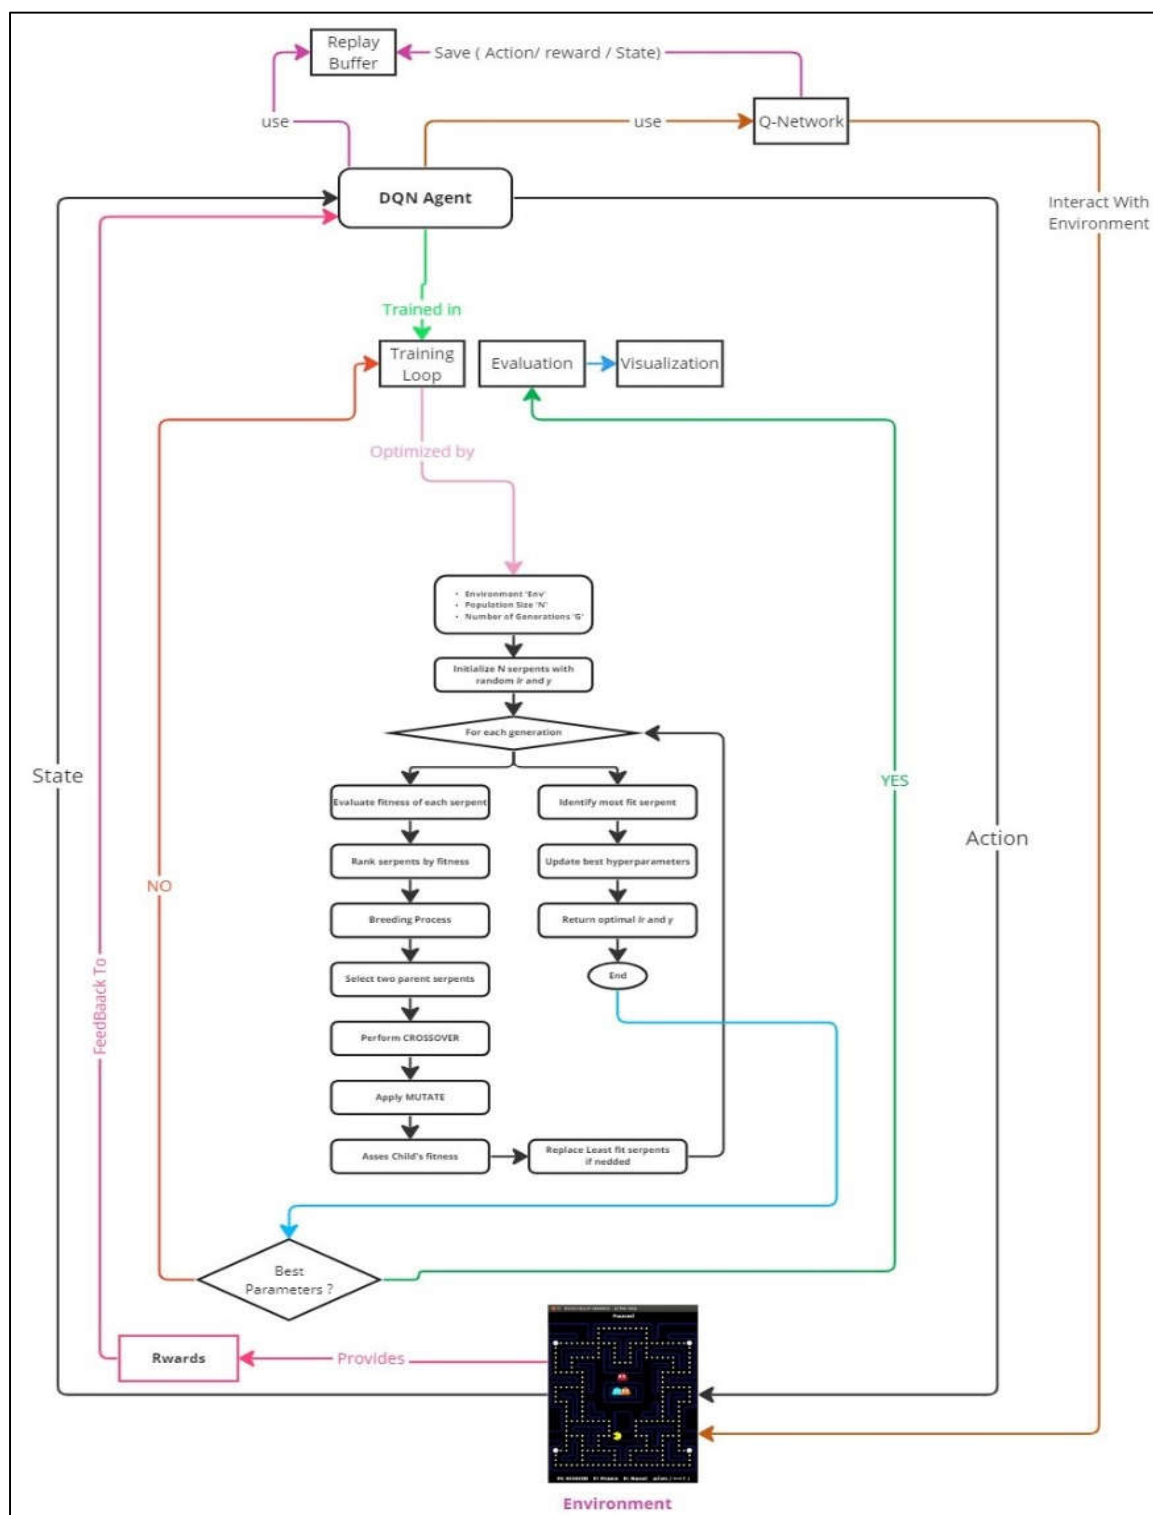 Replay
Buffer
Save ( Action/ reward / State)
use
use
Q-Network
DQN Agent
Interact With
Environment
Trained in
Training
Loop
Evaluation
Visualization
Optimized by
• Environment 'Env'
• Population Size 'N'
• Number of Generations 'G'
Initialize N serpents with
random lr and y
For each generation
State
YES
Evaluate fitness of each serpent
Identify most fit serpent
Action
Rank serpents by fitness
Update best hyperparameters
NO
Breeding Process
Return optimal lr and y
Select two parent serpents
End
FeedBaack To
Perform CROSSOVER
Apply MUTATE
Asses Child's fitness
Replace Least fit serpents
if nedded
Best
Parameters ?
Rwards
Provides
Environment